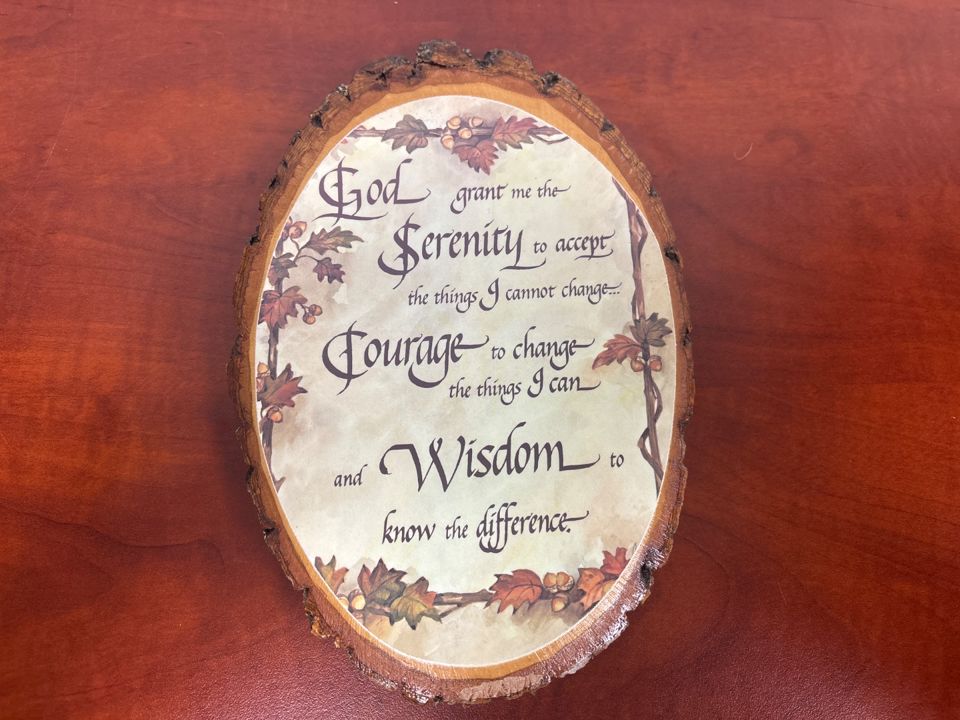 God grant me the
Serenity to accept
the things I cannot change...
Courage to change
the things I can
and Wisdom to
know the difference.